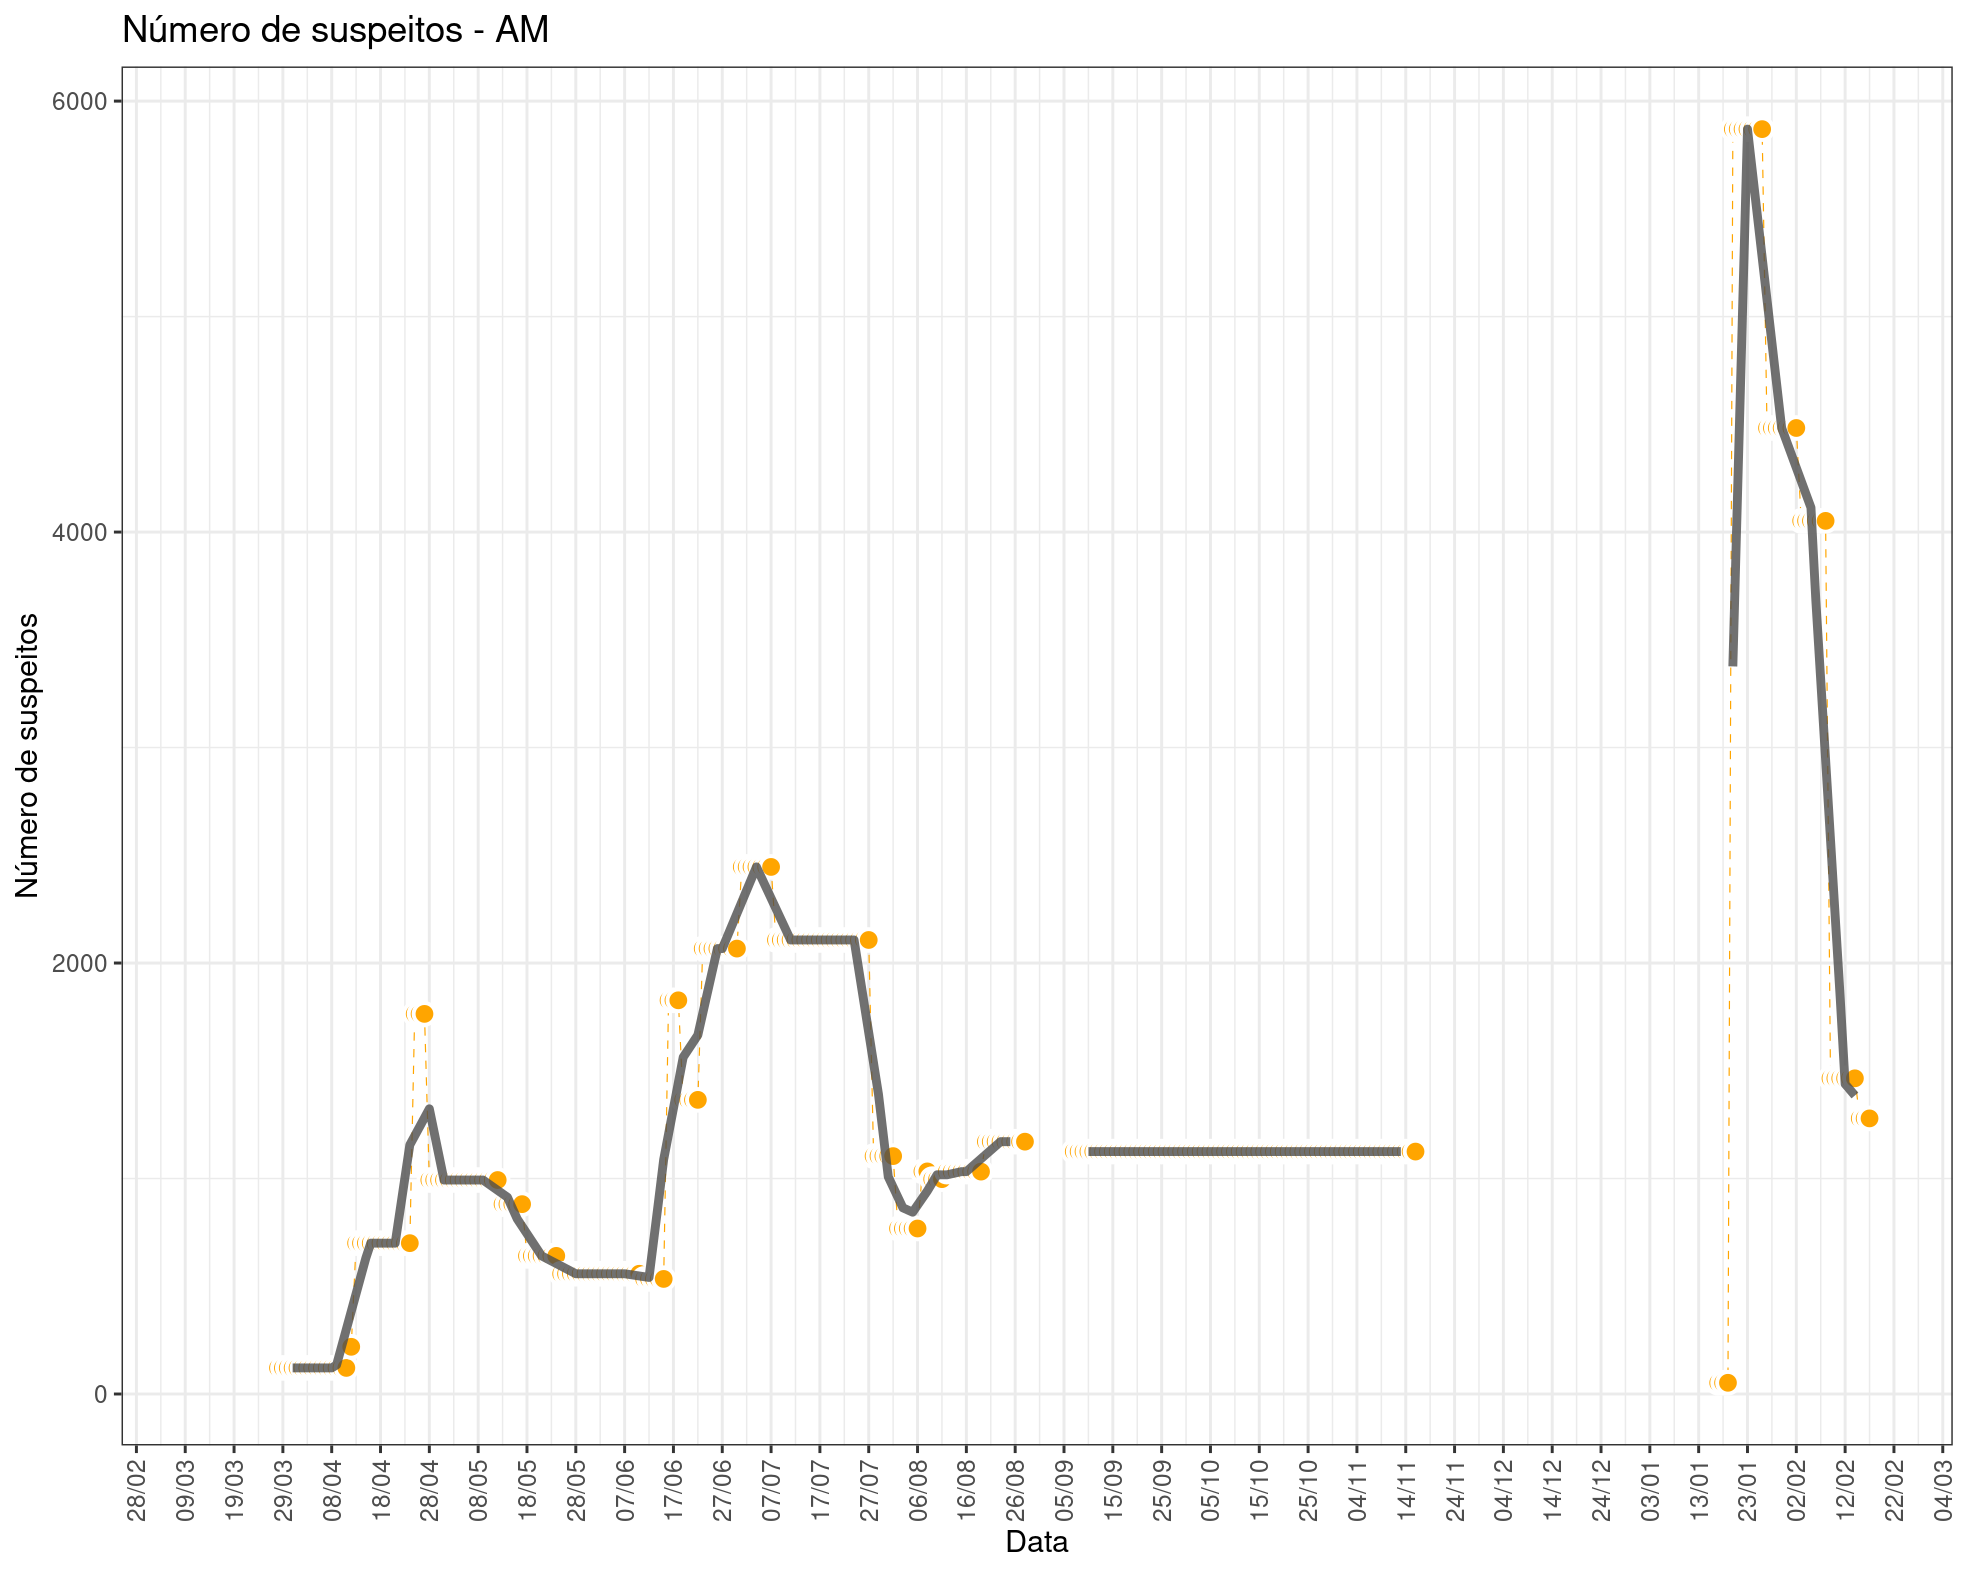 Número de suspeitos - AM
Número de suspeitos
6000
4000
2000
0
28/02 09/03 19/03 29/03 08/04 18/04 28/04 08/05 18/05 28/05 07/06 17/06 27/06 07/07 17/07 27/07 06/08 16/08 26/08 05/09 15/09 25/09 05/10 15/10 25/10 04/11 14/11 24/11 04/12 14/12 24/12 03/01 13/01 23/01 02/02 12/02 22/02 04/03
Data